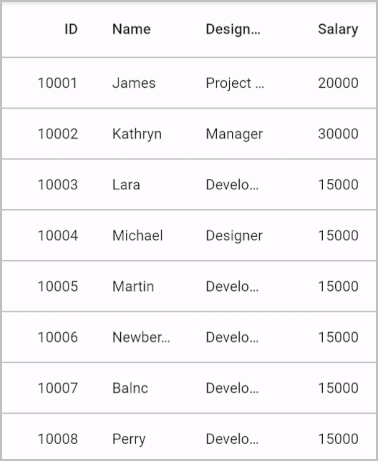 ID Name Design... Salary
10001 James Project ... 20000
10002 Kathryn Manager 30000
10003 Lara Develo... 15000
10004 Michael Designer 15000
10005 Martin Develo... 15000
10006 Newber... Develo... 15000
10007 Balnc Develo... 15000
10008 Perry Develo... 15000